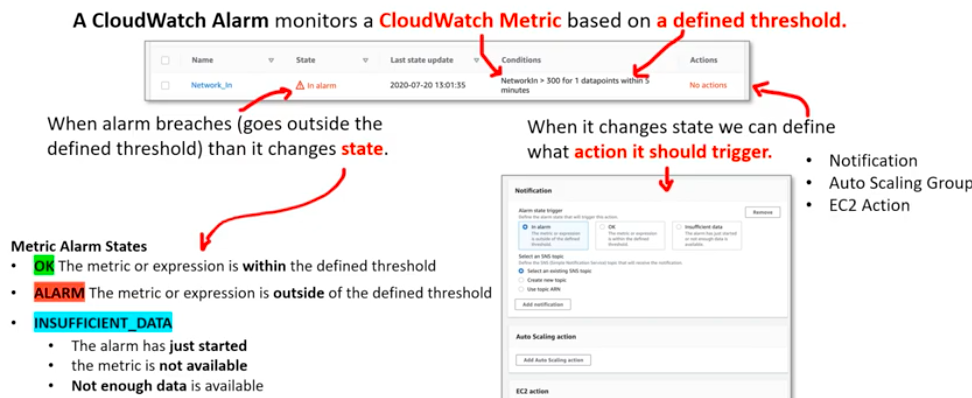 A CloudWatch Alarm monitors a CloudWatch Metric based on a defined threshold.
Name State Last state update Conditions Actions
Network_In In alarm 2020-07-20 13:01:35 NetworkIn > 300 for 1 datapoints within 5
minutes No actions
When alarm breaches (goes outside the
defined threshold) than it changes state.
When it changes state we can define
what action it should trigger.
• Notification
• Auto Scaling Group
• EC2 Action
Notification
Alarm state trigger
Define the alarm state that will trigger this action.
Remove
In alarm
The metric or expression
is outside of the defined
threshold.
OK
The metric or expression
is within the defined
threshold.
Insufficient data
The alarm has just started
or not enough data is
available.
Select an SNS topic
Define the SNS (Simple Notification Service) topic that will receive the notification.
Select an existing SNS topic
Create new topic
Use topic ARN
Add notification
Auto Scaling action
Add Auto Scaling action
EC2 action
Metric Alarm States
• OK The metric or expression is within the defined threshold
• ALARM The metric or expression is outside of the defined threshold
• INSUFFICIENT_DATA
• The alarm has just started
• the metric is not available
• Not enough data is available